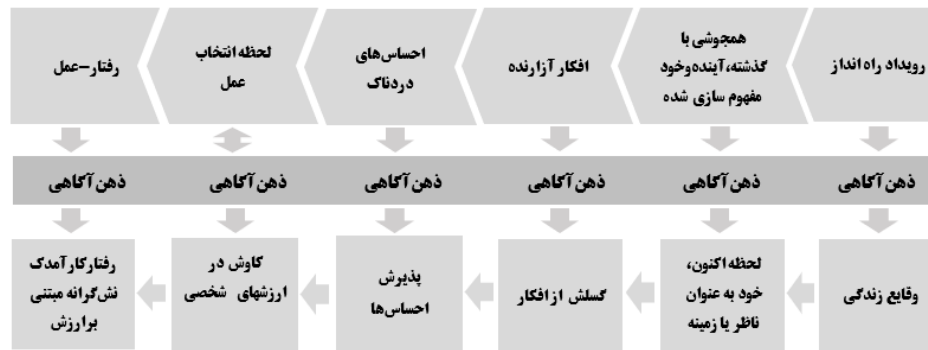 رویداد راه انداز
همجوشی با
گذشته،آینده‌وخود
مفهوم سازی شده
افکار آزارنده
احساس‌های
دردناک
لحظه انتخاب
عمل
رفتار-عمل
ذهن آگاهی
ذهن آگاهی
ذهن آگاهی
ذهن آگاهی
ذهن آگاهی
ذهن آگاهی
وقایع زندگی
لحظه اکنون،
خود به عنوان
ناظر یا زمینه
گسلش از افکار
پذیرش
احساس‌ها
کاوش در
ارزشهای شخصی
رفتارکارآمدک
نش‌گرانه مبتنی
برارزش